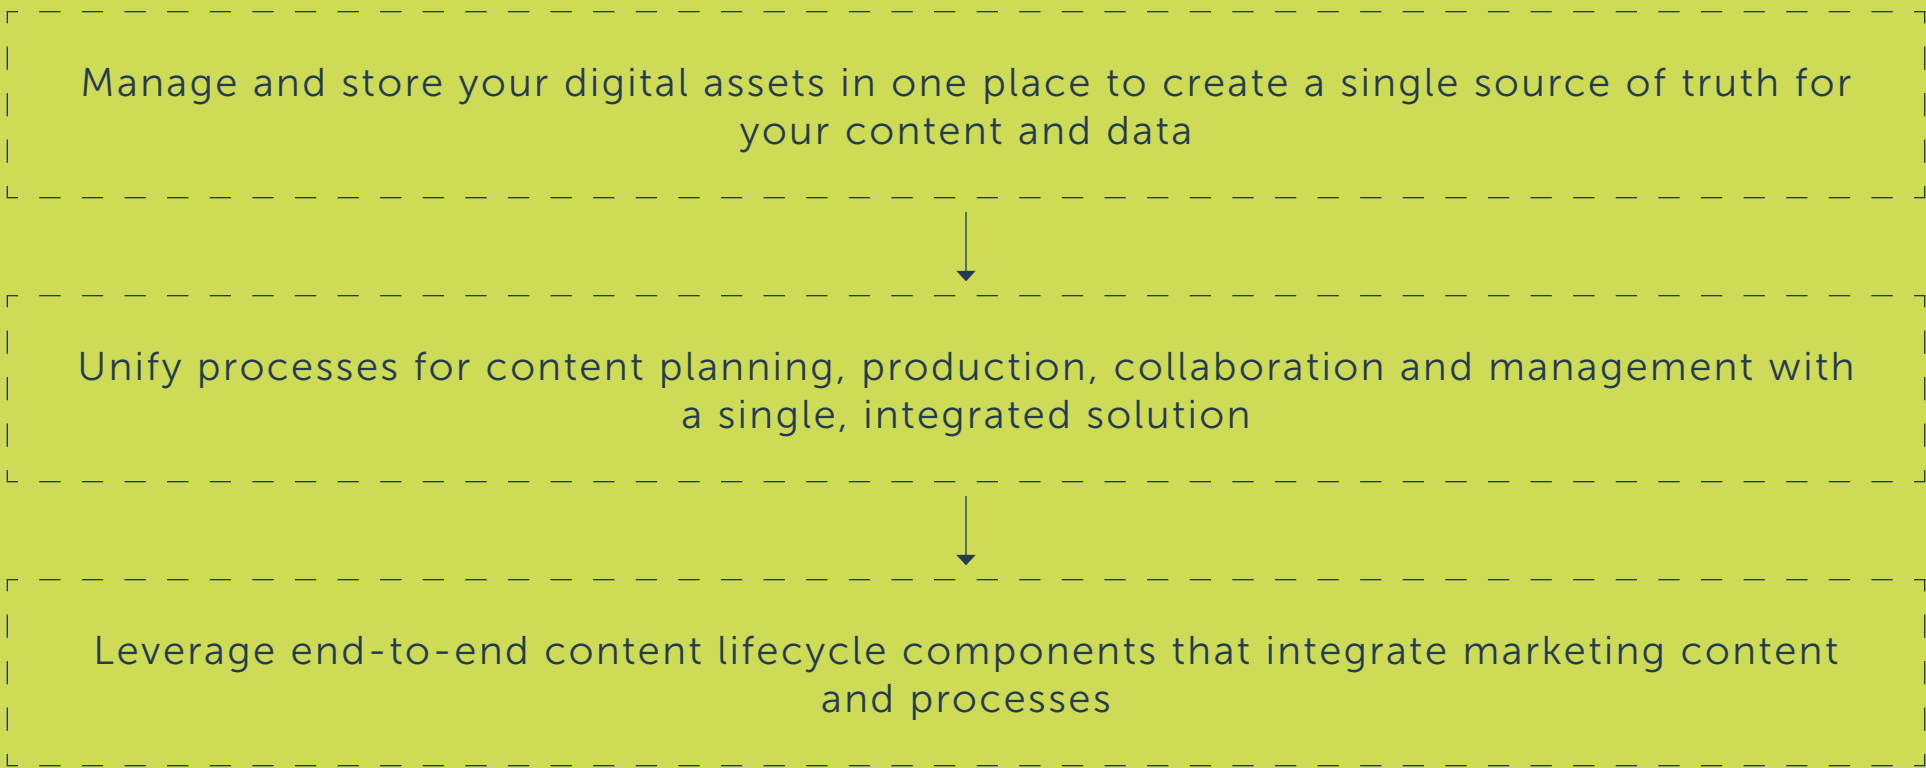 Manage and store your digital assets in one place to create a single source of truth for
your content and data
Unify processes for content planning, production, collaboration and management with
a single, integrated solution
Leverage end-to-end content lifecycle components that integrate marketing content
and processes